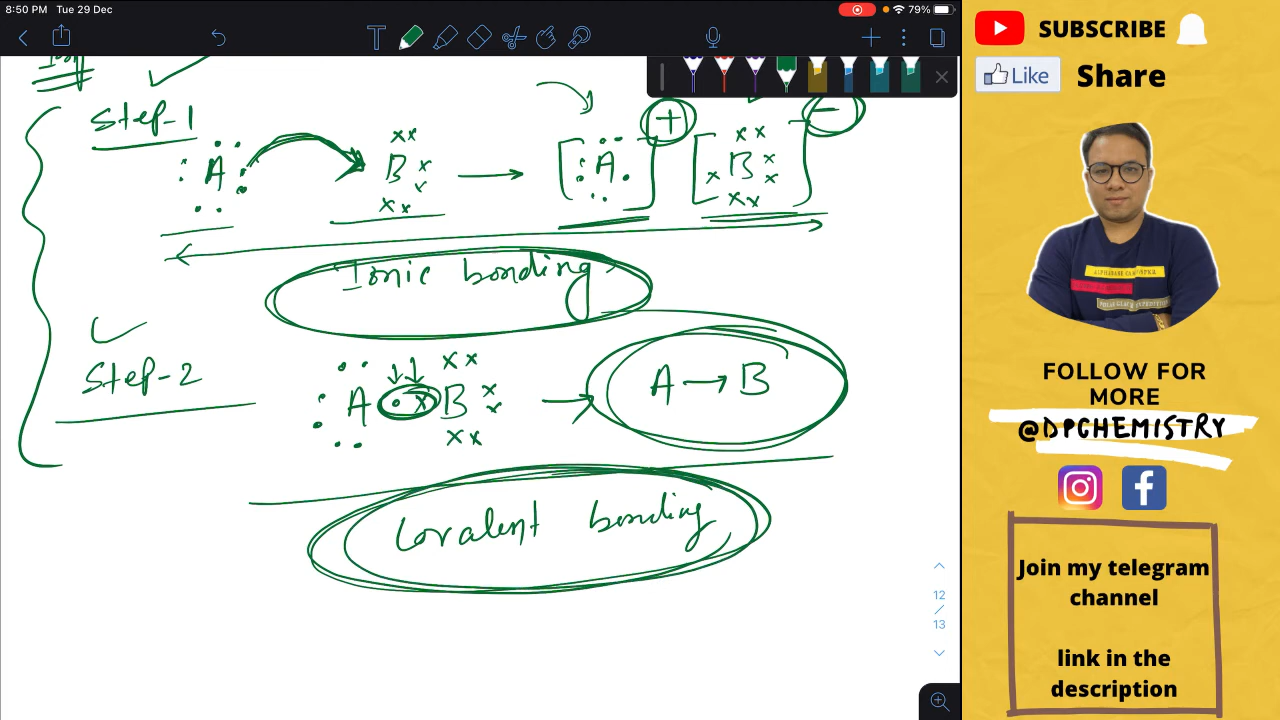 8:50 PM Tue 29 Dec
79%
Step-1
A
B
A
+
B
-
Ionic bonding
Step-2
A
B
A → B
Covalent bonding
12
/
13
SUBSCRIBE
Like
Share
FOLLOW FOR
MORE
@DPCHEMISTRY
Join my telegram
channel
link in the
description